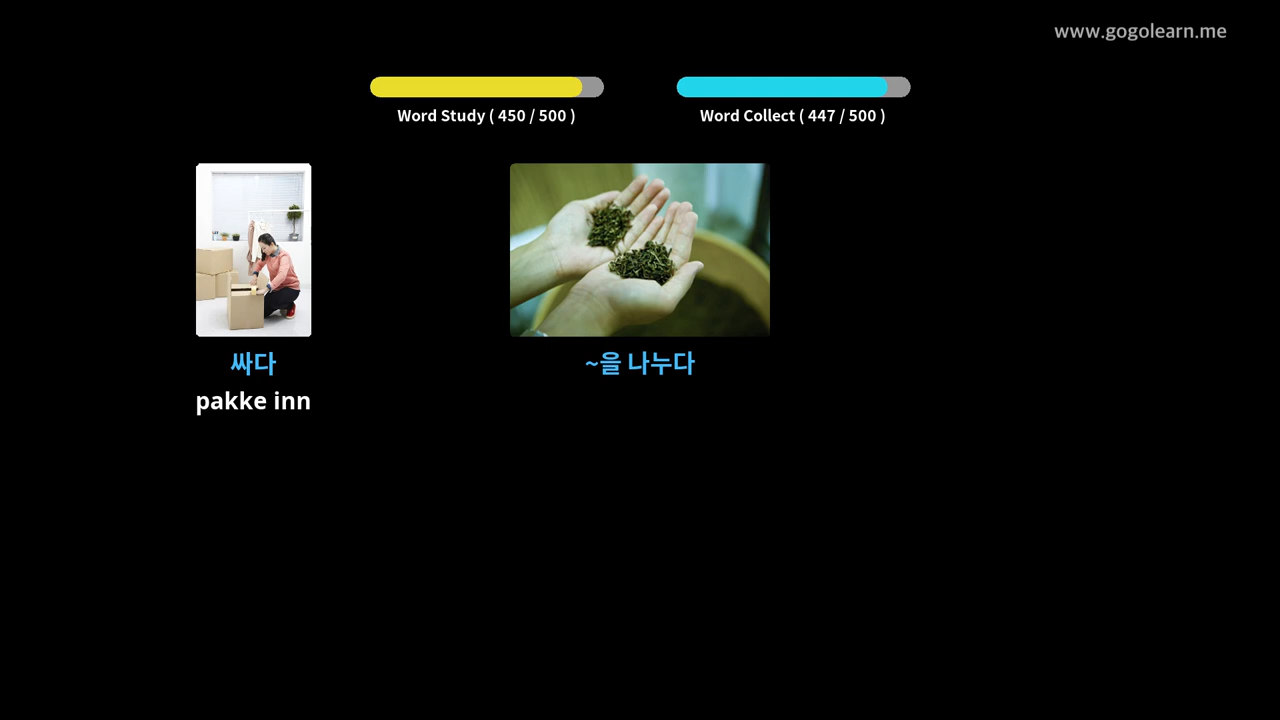 www.gogolearn.me
Word Study ( 450 / 500 )
Word Collect ( 447 / 500 )
싸다
~을 나누다
pakke inn